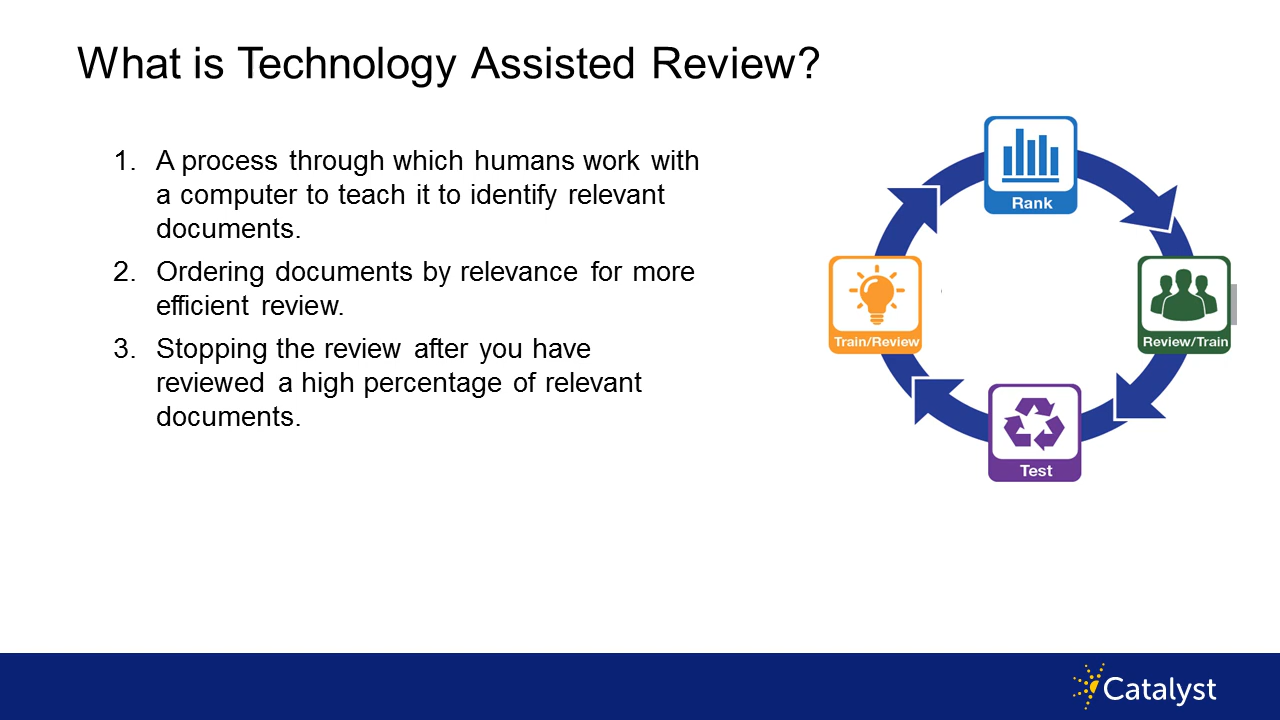 What is Technology Assisted Review?
1. A process through which humans work with
a computer to teach it to identify relevant
documents.
2. Ordering documents by relevance for more
efficient review.
3. Stopping the review after you have
reviewed a high percentage of relevant
documents.
Rank
Train/Review
Review/Train
Test
Catalyst